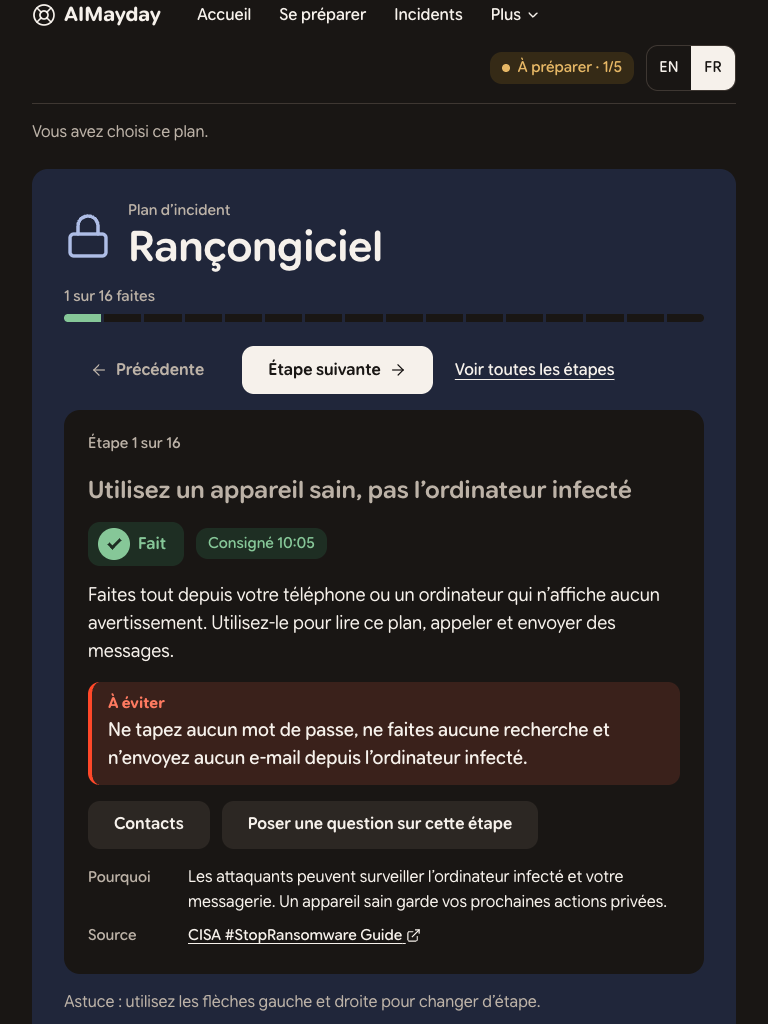 AIMayday
Accueil
Se préparer
Incidents
Plus
À préparer · 1/5
EN
FR
Vous avez choisi ce plan.
Plan d’incident
Rançongiciel
1 sur 16 faites
Précédente
Étape suivante
Voir toutes les étapes
Étape 1 sur 16
Utilisez un appareil sain, pas l’ordinateur infecté
Fait
Consigné 10:05
Faites tout depuis votre téléphone ou un ordinateur qui n’affiche aucun
avertissement. Utilisez-le pour lire ce plan, appeler et envoyer des
messages.
À éviter
Ne tapez aucun mot de passe, ne faites aucune recherche et
n’envoyez aucun e-mail depuis l’ordinateur infecté.
Contacts
Poser une question sur cette étape
Pourquoi
Les attaquants peuvent surveiller l’ordinateur infecté et votre
messagerie. Un appareil sain garde vos prochaines actions privées.
Source
CISA #StopRansomware Guide
Astuce : utilisez les flèches gauche et droite pour changer d’étape.